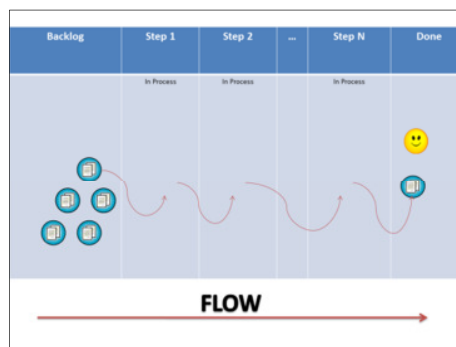 Backlog Step 1 Step 2 ... Step N Done
In Process In Process In Process
FLOW